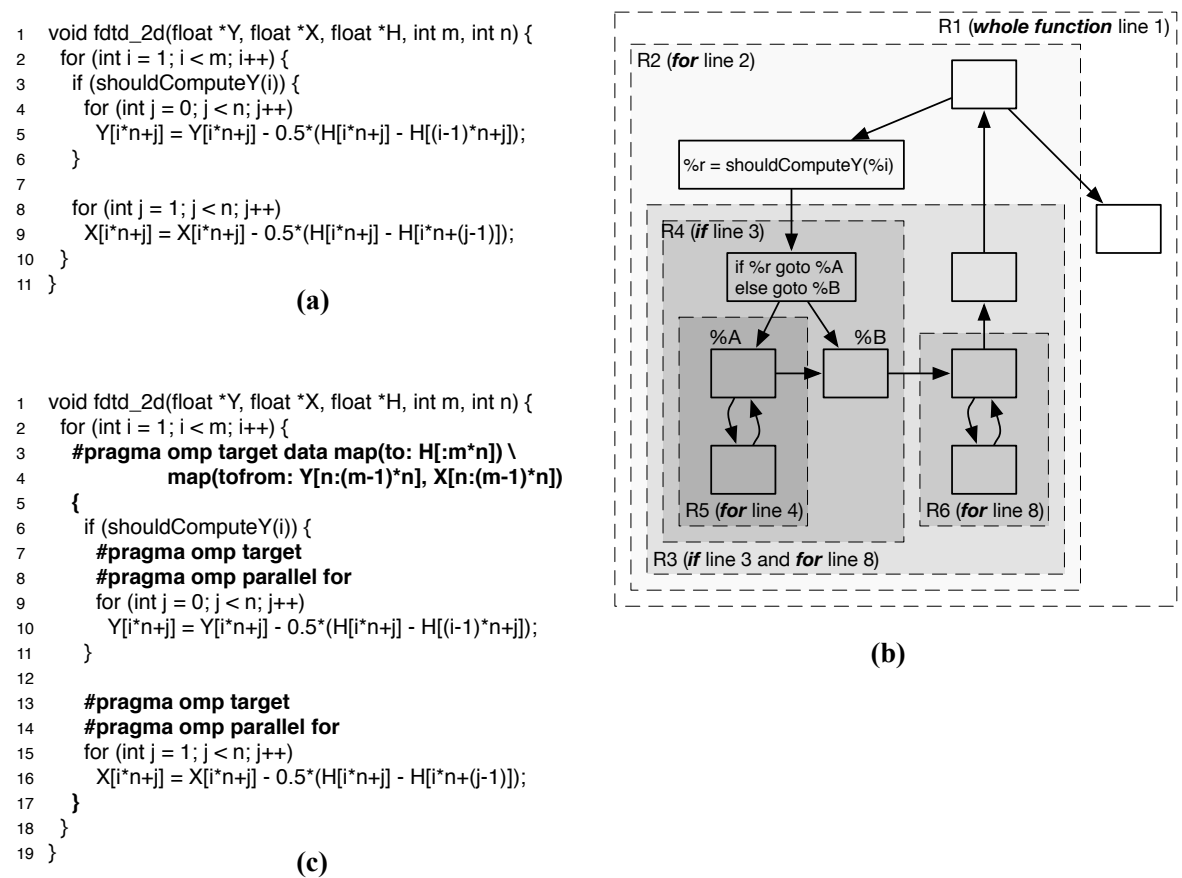 1 void fdtd_2d(float *Y, float *X, float *H, int m, int n) {
2 for (int i = 1; i < m; i++) {
3 if (shouldComputeY(i)) {
4 for (int j = 0; j < n; j++)
5 Y[i*n+j] = Y[i*n+j] - 0.5*(H[i*n+j] - H[(i-1)*n+j]);
6 }
7
8 for (int j = 1; j < n; j++)
9 X[i*n+j] = X[i*n+j] - 0.5*(H[i*n+j] - H[i*n+(j-1)]);
10 }
11 }
(a)
1 void fdtd_2d(float *Y, float *X, float *H, int m, int n) {
2 for (int i = 1; i < m; i++) {
3 #pragma omp target data map(to: H[:m*n]) \
4 map(tofrom: Y[n:(m-1)*n], X[n:(m-1)*n])
5 {
6 if (shouldComputeY(i)) {
7 #pragma omp target
8 #pragma omp parallel for
9 for (int j = 0; j < n; j++)
10 Y[i*n+j] = Y[i*n+j] - 0.5*(H[i*n+j] - H[(i-1)*n+j]);
11 }
12
13 #pragma omp target
14 #pragma omp parallel for
15 for (int j = 1; j < n; j++)
16 X[i*n+j] = X[i*n+j] - 0.5*(H[i*n+j] - H[i*n+(j-1)]);
17 }
18 }
19 }
(c)
R1 (whole function line 1)
R2 (for line 2)
%r = shouldComputeY(%i)
R4 (if line 3)
if %r goto %A
else goto %B
%A
%B
R5 (for line 4)
R6 (for line 8)
R3 (if line 3 and for line 8)
(b)